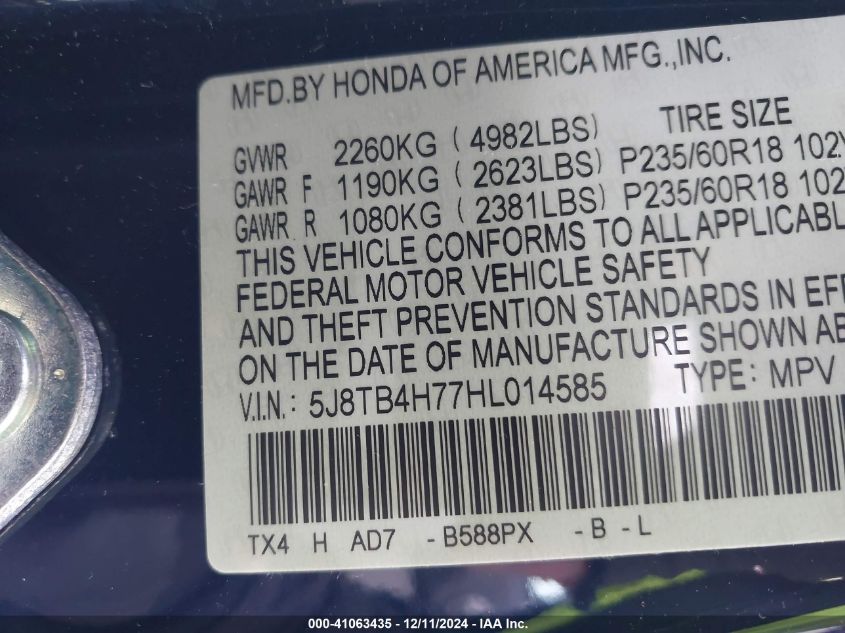 MFD.BY HONDA OF AMERICA MFG.,INC.
TIRE SIZE
GVWR 2260KG ( 4982LBS)
GAWR F 1190KG ( 2623LBS) P235/60R18 102V
GAWR R 1080KG ( 2381LBS) P235/60R18 102
THIS VEHICLE CONFORMS TO ALL APPLICABL
FEDERAL MOTOR VEHICLE SAFETY
AND THEFT PREVENTION STANDARDS IN EFF
ON THE DATE OF MANUFACTURE SHOWN AB
V.I.N.: 5J8TB4H77HL014585 TYPE: MPV
TX4 H AD7 -B588PX -B -L
000-41063435 - 12/11/2024 - IAA Inc.